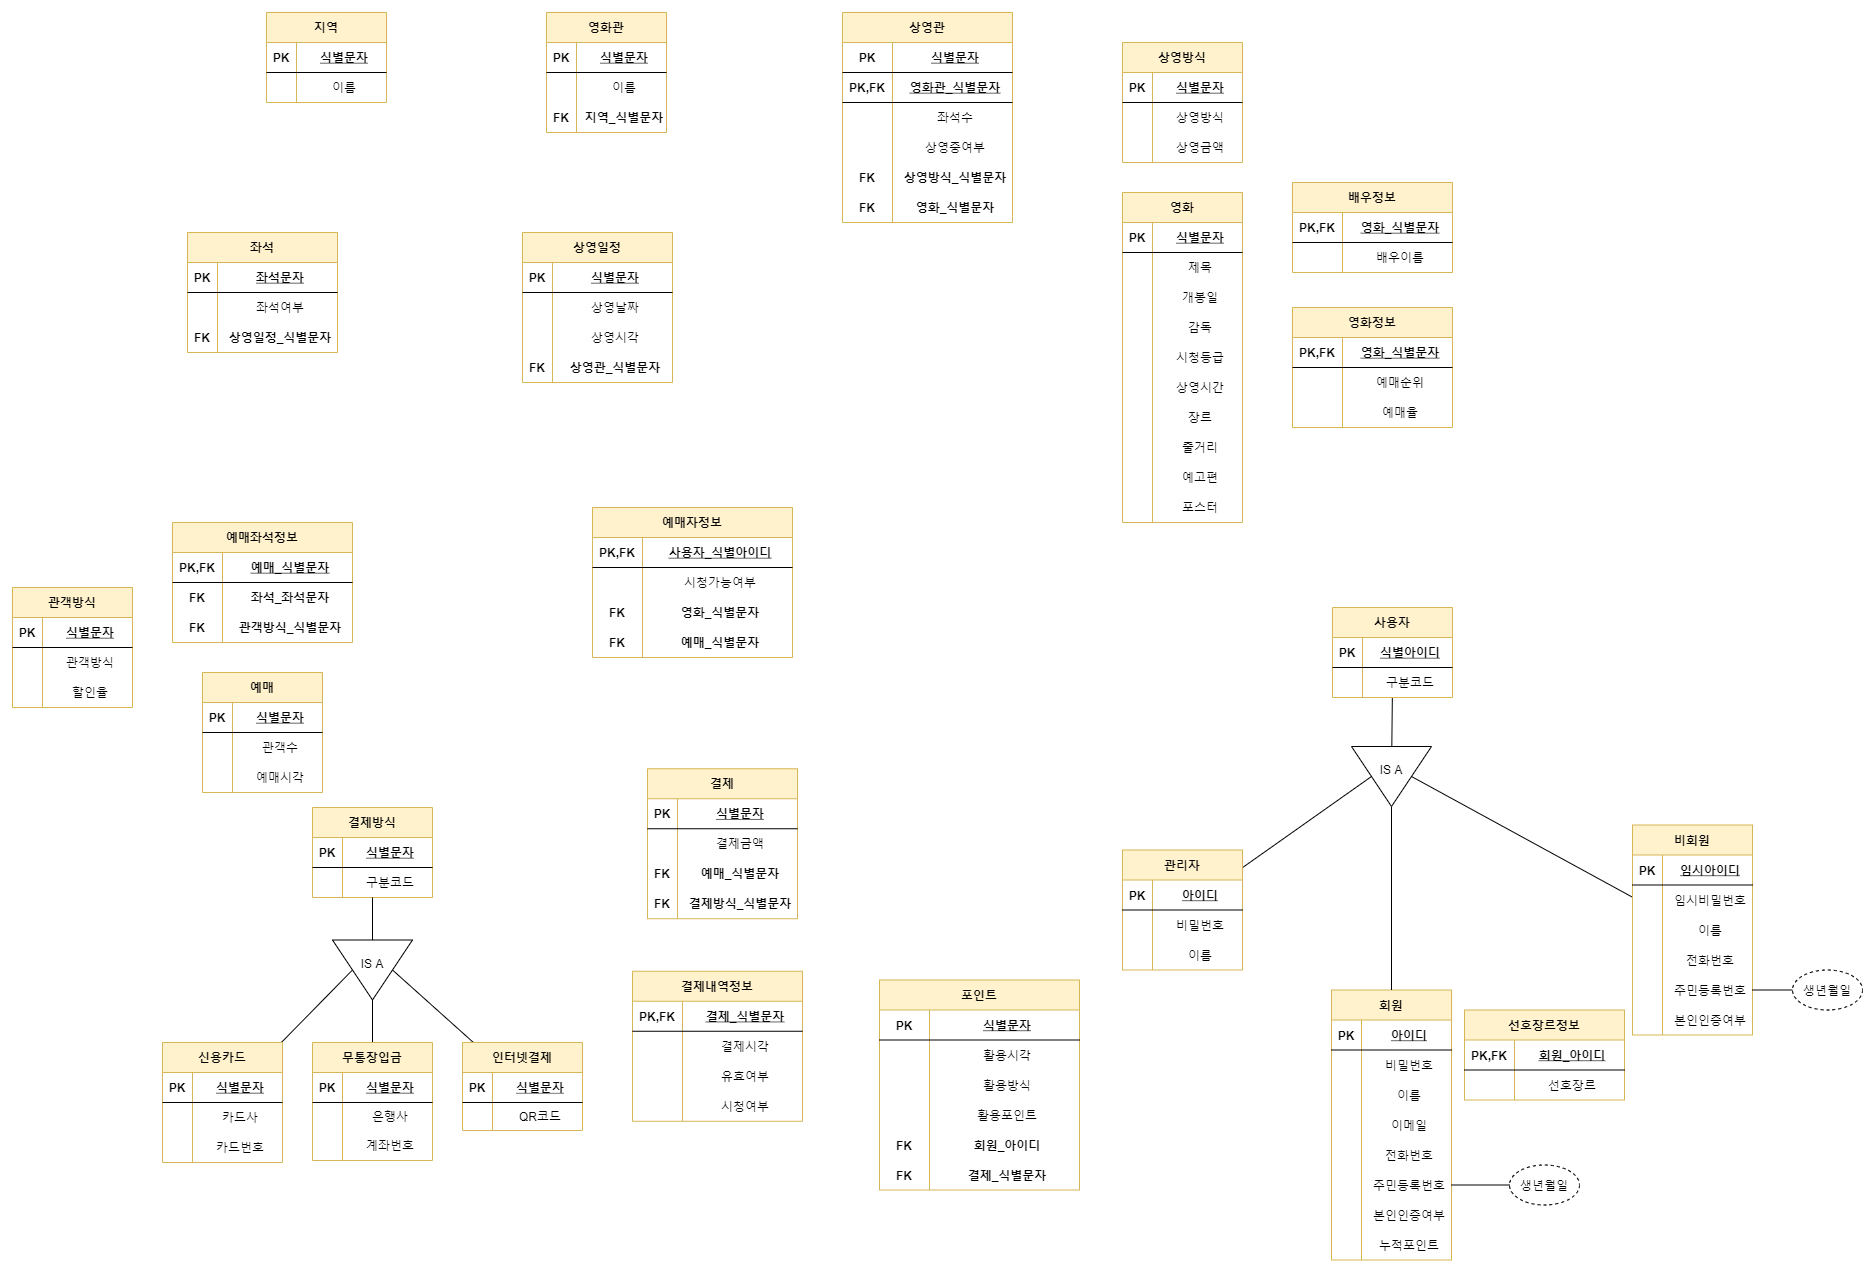 지역
PK 식별문자
이름
영화관
PK 식별문자
이름
FK 지역_식별문자
상영관
PK 식별문자
PK,FK 영화관_식별문자
좌석수
상영중여부
FK 상영방식_식별문자
FK 영화_식별문자
상영방식
PK 식별문자
상영방식
상영금액
배우정보
PK,FK 영화_식별문자
배우이름
영화
PK 식별문자
제목
개봉일
감독
시청등급
상영시간
장르
줄거리
예고편
포스터
영화정보
PK,FK 영화_식별문자
예매순위
예매율
좌석
PK 좌석문자
좌석여부
FK 상영일정_식별문자
상영일정
PK 식별문자
상영날짜
상영시각
FK 상영관_식별문자
예매좌석정보
PK,FK 예매_식별문자
FK 좌석_좌석문자
FK 관객방식_식별문자
예매자정보
PK,FK 사용자_식별아이디
시청가능여부
FK 영화_식별문자
FK 예매_식별문자
관객방식
PK 식별문자
관객방식
할인율
예매
PK 식별문자
관객수
예매시각
사용자
PK 식별아이디
구분코드
IS A
결제방식
PK 식별문자
구분코드
IS A
신용카드
PK 식별문자
카드사
카드번호
무통장입금
PK 식별문자
은행사
계좌번호
인터넷결제
PK 식별문자
QR코드
결제
PK 식별문자
결제금액
FK 예매_식별문자
FK 결제방식_식별문자
결제내역정보
PK,FK 결제_식별문자
결제시각
유효여부
시청여부
포인트
PK 식별문자
활용시각
활용방식
활용포인트
FK 회원_아이디
FK 결제_식별문자
관리자
PK 아이디
비밀번호
이름
회원
PK 아이디
비밀번호
이름
이메일
전화번호
주민등록번호
본인인증여부
누적포인트
생년월일
선호장르정보
PK,FK 회원_아이디
선호장르
비회원
PK 임시아이디
임시비밀번호
이름
전화번호
주민등록번호
본인인증여부
생년월일